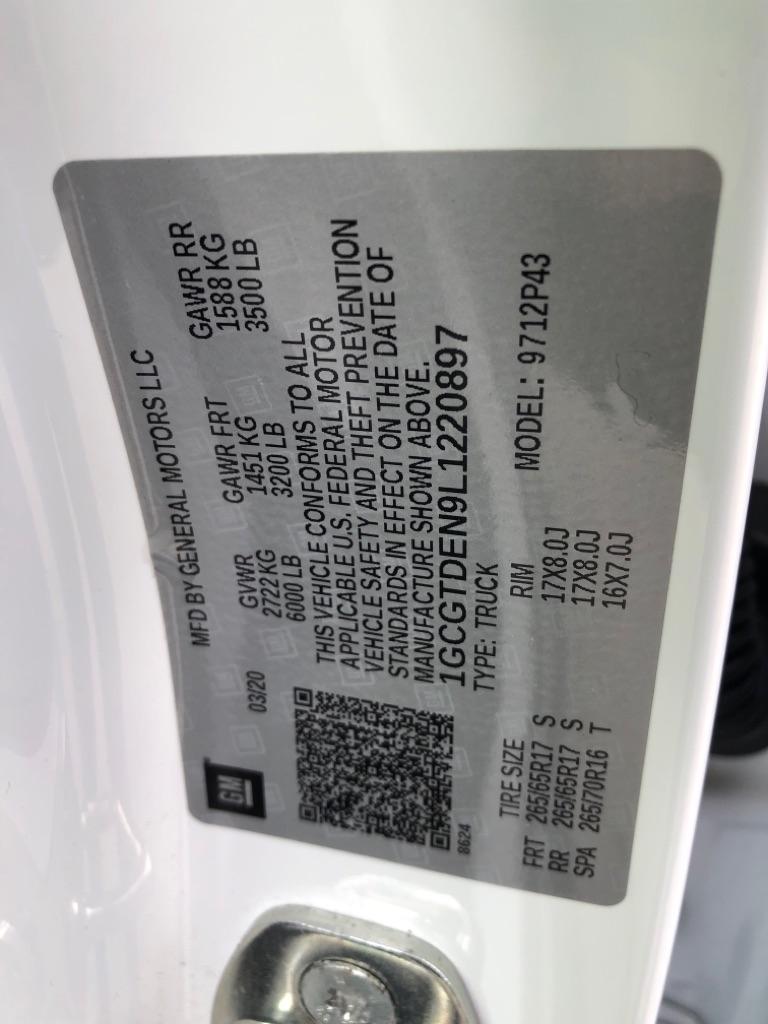 GM
MFD BY GENERAL MOTORS LLC
03/20
GVWR GAWR FRT GAWR RR
2722 KG 1451 KG 1588 KG
6000 LB 3200 LB 3500 LB
THIS VEHICLE CONFORMS TO ALL
APPLICABLE U.S. FEDERAL MOTOR
VEHICLE SAFETY AND THEFT PREVENTION
STANDARDS IN EFFECT ON THE DATE OF
MANUFACTURE SHOWN ABOVE.
1GCGTDEN9L1220897
8624
TYPE: TRUCK
MODEL: 9712P43
TIRE SIZE RIM
FRT 265/65R17 S 17X8.0J
RR 265/65R17 S 17X8.0J
SPA 265/70R16 T 16X7.0J